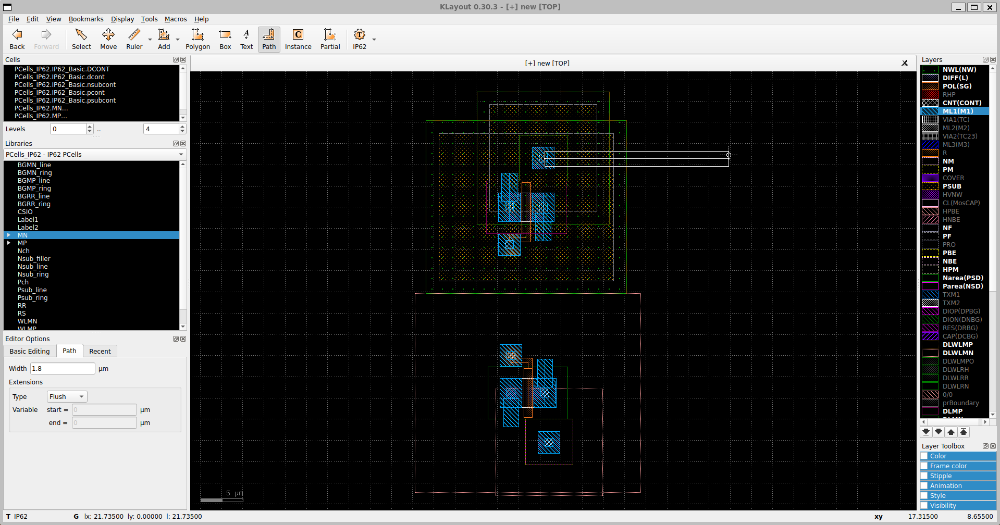 KLayout 0.30.3 - [+] new [TOP]
File Edit View Bookmarks Display Tools Macros Help
Back Forward Select Move Ruler Add Polygon Box Text Path Instance Partial IP62
Cells
PCells_IP62.IP62_Basic.DCONT
PCells_IP62.IP62_Basic.dcont
PCells_IP62.IP62_Basic.nsubcont
PCells_IP62.IP62_Basic.pcont
PCells_IP62.IP62_Basic.psubcont
PCells_IP62.MN...
PCells_IP62.MP...
Levels 0 .. 4
Libraries
PCells_IP62 - IP62 PCells
BGMN_line
BGMN_ring
BGMP_line
BGMP_ring
BGRR_line
BGRR_ring
CSIO
Label1
Label2
MN
MP
Nch
Nsub_filler
Nsub_line
Nsub_ring
Pch
Psub_line
Psub_ring
RR
RS
WLMN
WLMP
Editor Options
Basic Editing Path Recent
Width 1.8 µm
Extensions
Type Flush
Variable start = 0 µm
end = 0 µm
[+] new [TOP]
5 µm
Layers
NWL(NW)
DIFF(L)
POL(SG)
RHP
CNT(CONT)
ML1(M1)
VIA1(TC)
ML2(M2)
VIA2(TC23)
ML3(M3)
R
NM
PM
COVER
PSUB
HVNW
CL(MosCAP)
HPBE
HNBE
NF
PF
PRO
PBE
NBE
HPM
Narea(PSD)
Parea(NSD)
TXM1
TXM2
DIOP(DPBG)
DION(DNBG)
RES(DRBG)
CAP(DCBG)
DLWLMP
DLWLMN
DLWLMPO
DLWLRH
DLWLRR
DLWLRN
0/0
prBoundary
DLMP
Layer Toolbox
Color
Frame color
Stipple
Animation
Style
Visibility
T IP62 G lx: 21.73500 ly: 0.00000 l: 21.73500 xy 17.31500 8.65500